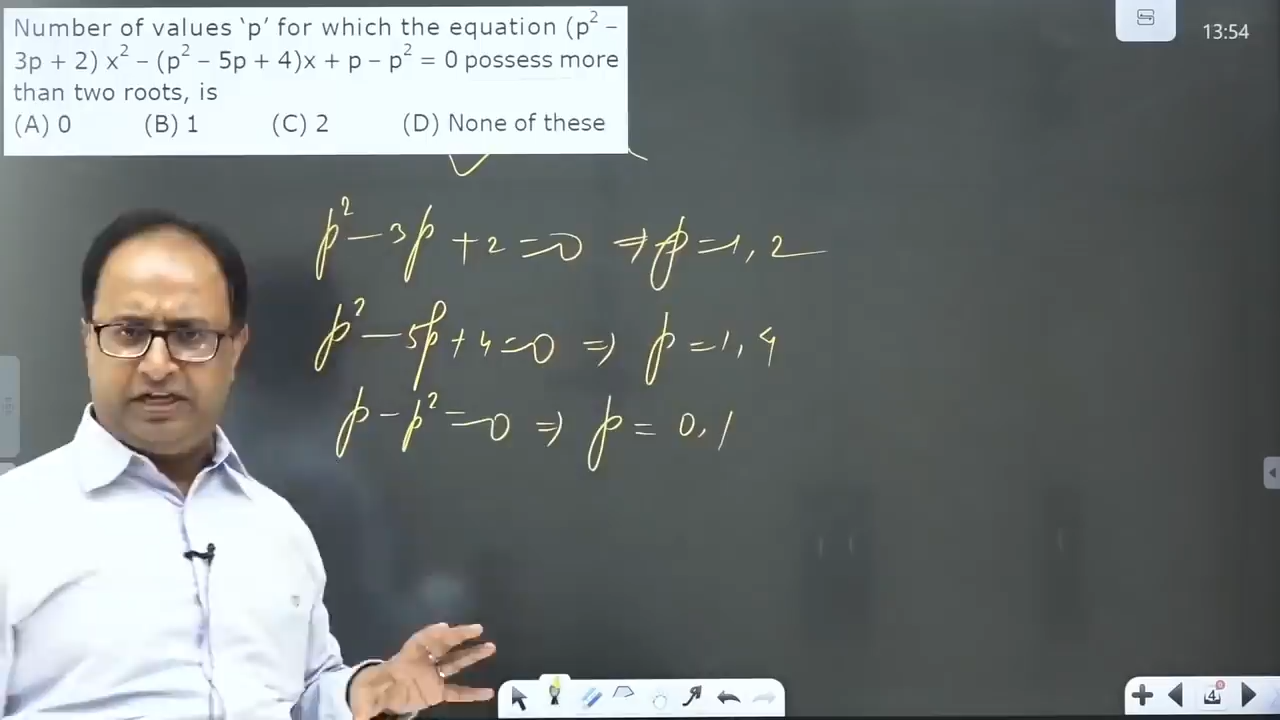 Number of values ‘p’ for which the equation (p² –
3p + 2) x² – (p² – 5p + 4)x + p – p² = 0 possess more
than two roots, is
(A) 0 (B) 1 (C) 2 (D) None of these
13:54
p² – 3p + 2 = 0 ⇒ p = 1, 2
p² – 5p + 4 = 0 ⇒ p = 1, 4
p – p² = 0 ⇒ p = 0, 1
4